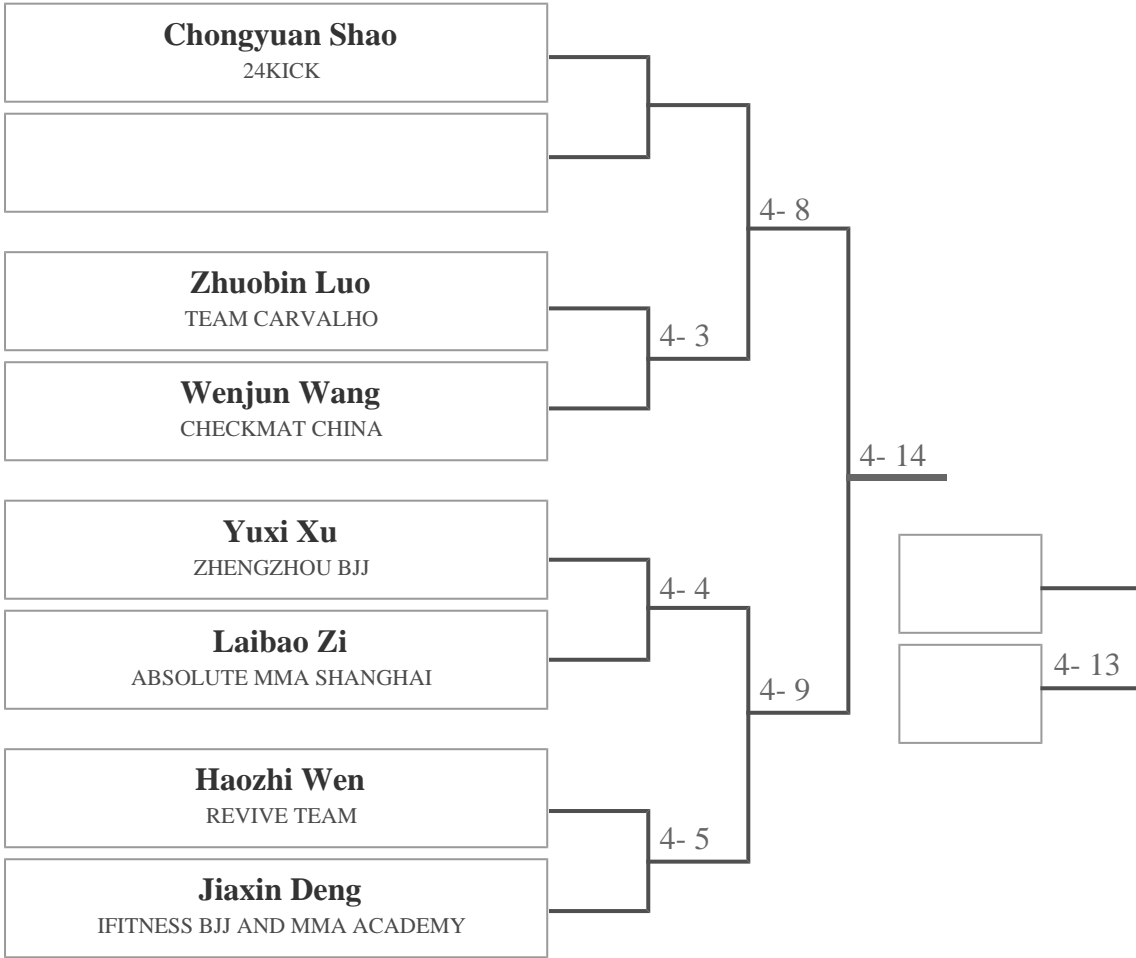 Chongyuan Shao
24KICK
4- 8
Zhuobin Luo
TEAM CARVALHO
4- 3
Wenjun Wang
CHECKMAT CHINA
4- 14
Yuxi Xu
ZHENGZHOU BJJ
4- 4
Laibao Zi
ABSOLUTE MMA SHANGHAI
4- 13
4- 9
Haozhi Wen
REVIVE TEAM
4- 5
Jiaxin Deng
IFITNESS BJJ AND MMA ACADEMY